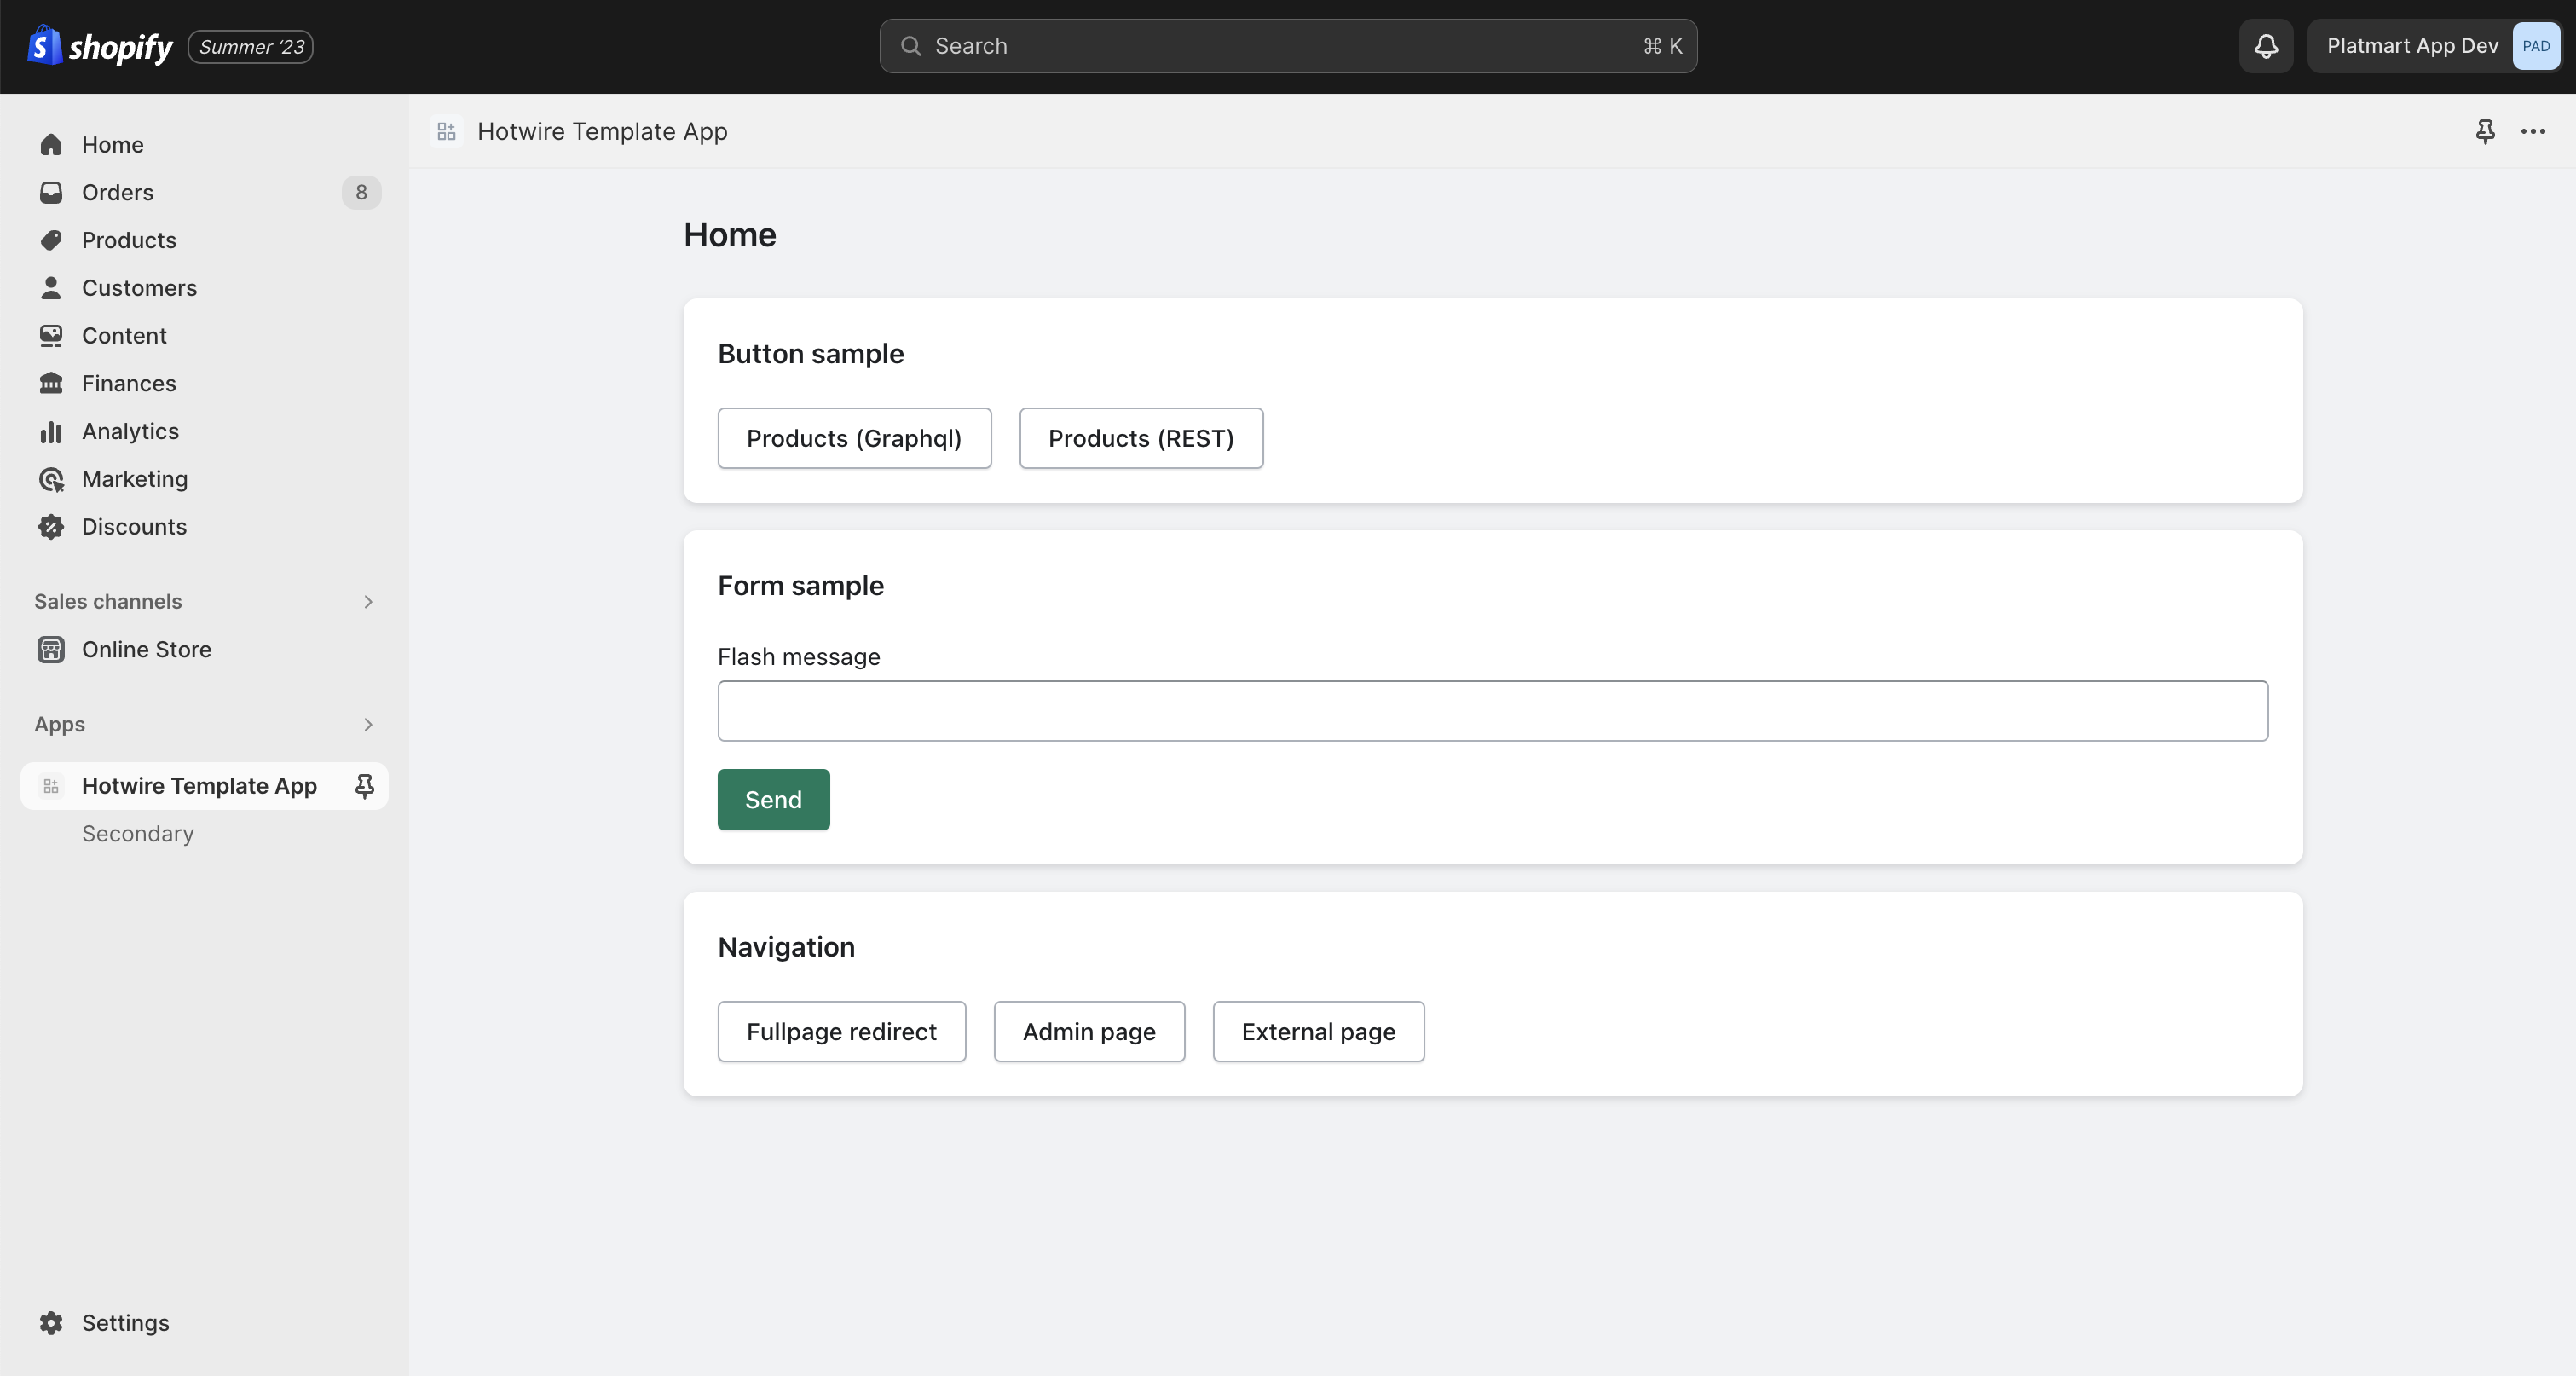 shopify Summer ‘23
Search ⌘ K
Platmart App Dev PAD
Home
Orders 8
Products
Customers
Content
Finances
Analytics
Marketing
Discounts
Sales channels
Online Store
Apps
Hotwire Template App
Secondary
Settings
Hotwire Template App
Home
Button sample
Products (Graphql) Products (REST)
Form sample
Flash message
Send
Navigation
Fullpage redirect Admin page External page